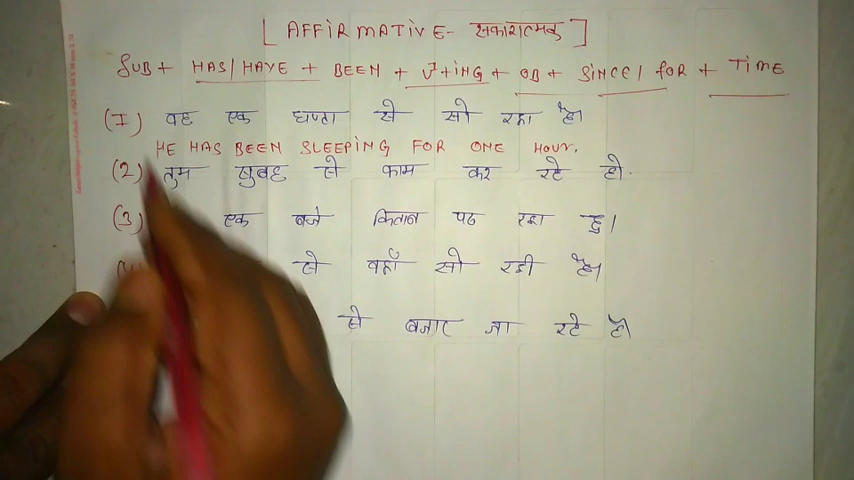 [ AFFIRMATIVE- सकारात्मक ]
SUB + HAS/HAVE + BEEN + V+ING + OB + SINCE/FOR + TIME
(1) वह एक घण्टा से सो रहा है।
HE HAS BEEN SLEEPING FOR ONE HOUR.
(2) तुम सुबह से काम कर रहे हो.
(3) एक बजे किताब पढ रहा हु।
से वहाँ सो रही है।
से बजार जा रहे है।